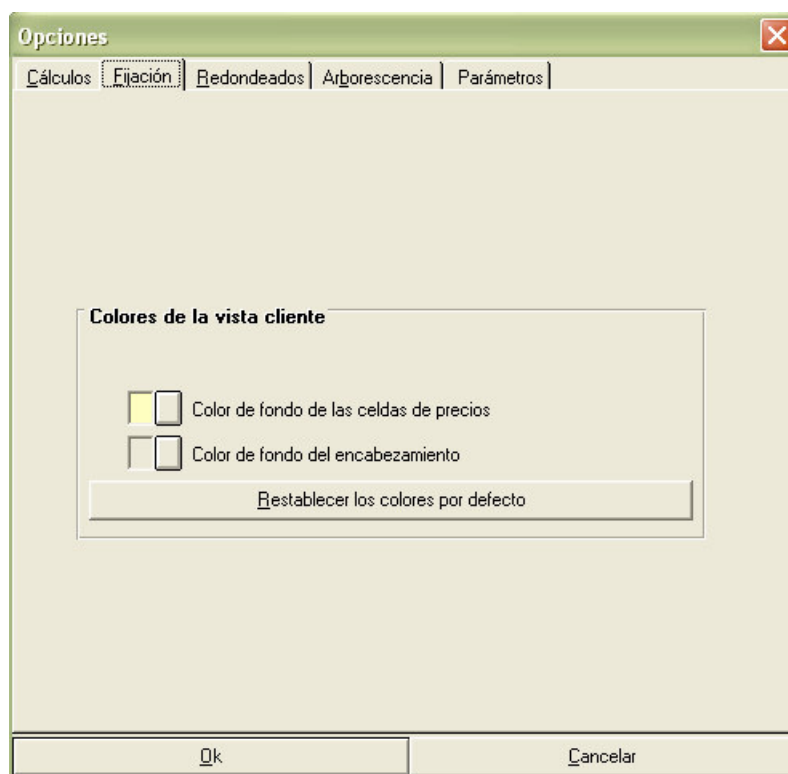 Opciones
Cálculos Fijación Redondeados Arborescencia Parámetros
Colores de la vista cliente
Color de fondo de las celdas de precios
Color de fondo del encabezamiento
Restablecer los colores por defecto
Ok Cancelar